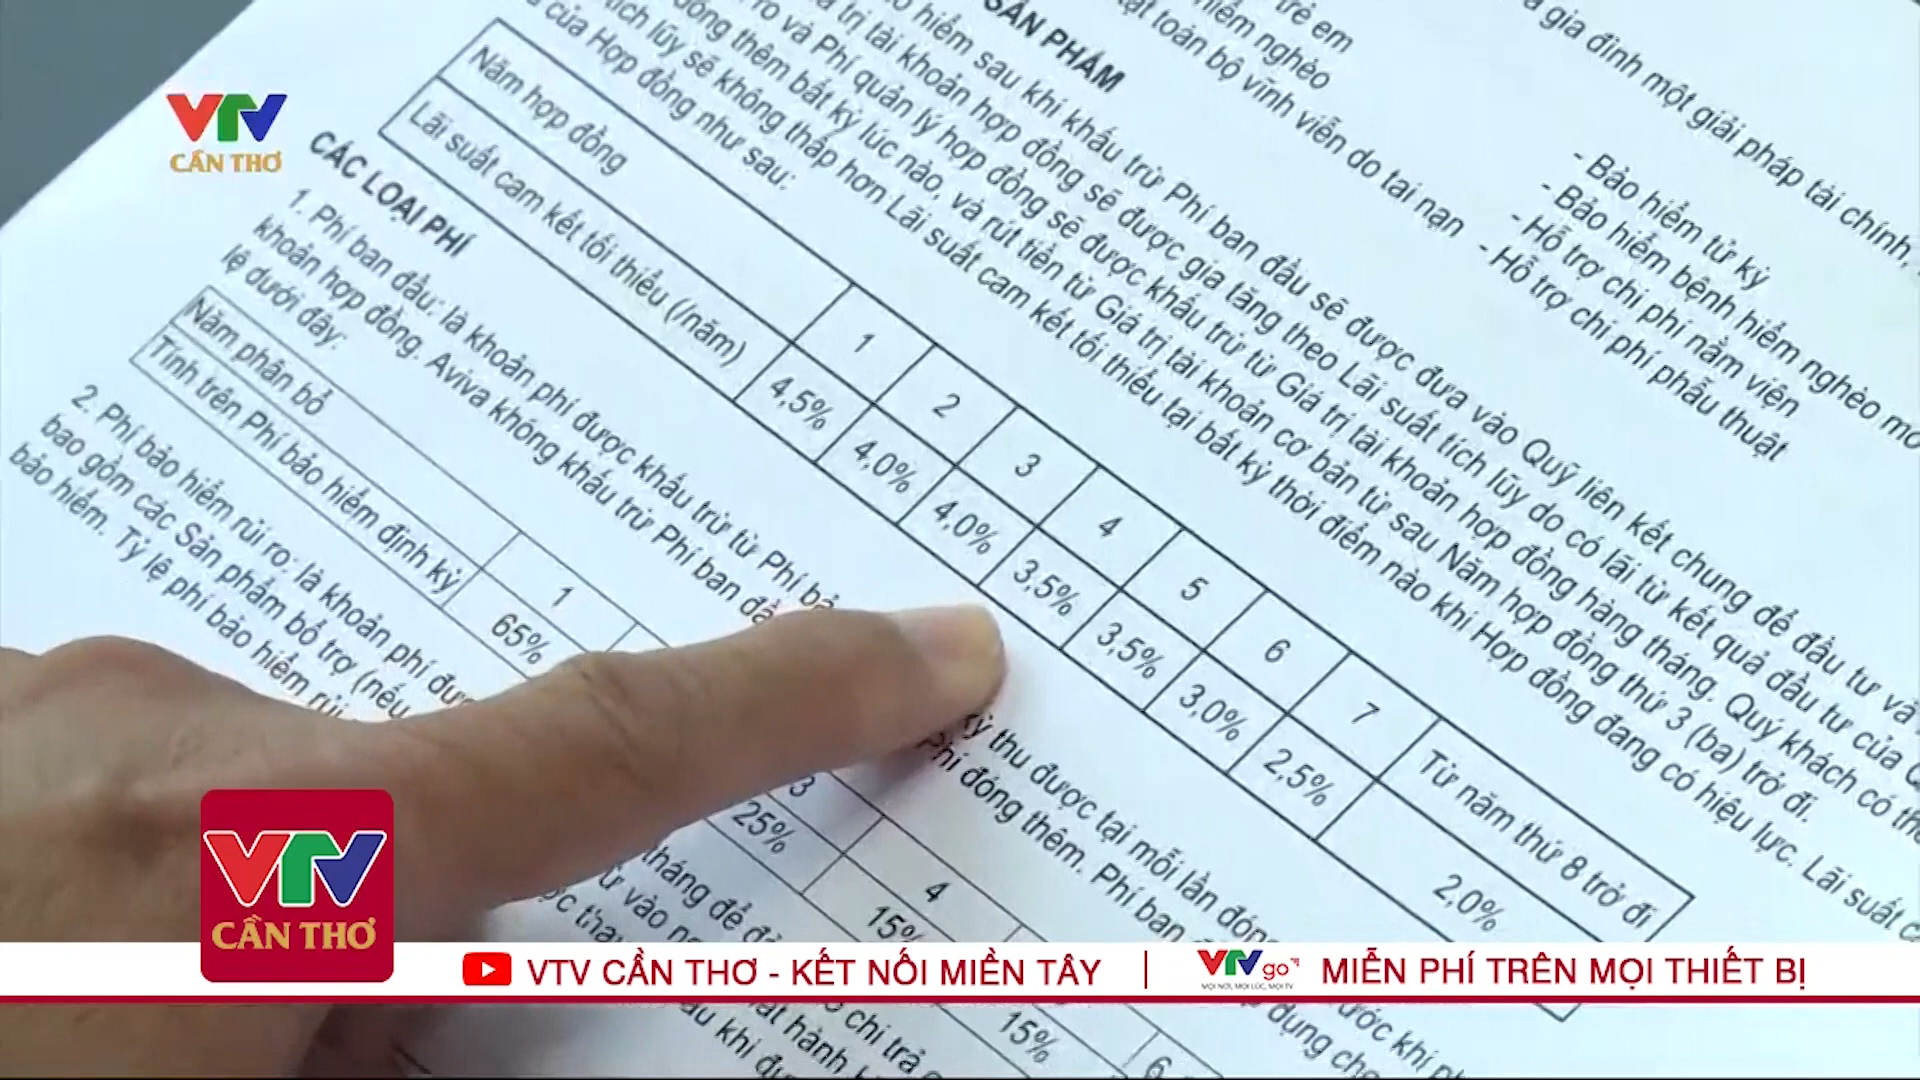 trẻ em
hiểm nghèo
tật toàn bộ vĩnh viễn do tai nạn
gia đình một giải pháp tài chính,
- Bảo hiểm tử kỳ
- Bảo hiểm bệnh hiểm nghèo
- Hỗ trợ chi phí nằm viện
- Hỗ trợ chi phí phẫu thuật
SẢN PHẨM
hiểm sau khi khấu trừ Phí ban đầu sẽ được đưa vào Quỹ liên kết chung để đầu tư và
trị tài khoản hợp đồng sẽ được gia tăng theo Lãi suất tích lũy do có lãi từ kết quả đầu tư của
ro và Phí quản lý hợp đồng sẽ được khấu trừ từ Giá trị tài khoản hợp đồng hàng tháng. Quý khách có
đóng thêm bất kỳ lúc nào, và rút tiền từ Giá trị tài khoản cơ bản từ sau Năm hợp đồng thứ 3 (ba) trở đi.
tích lũy sẽ không thấp hơn Lãi suất cam kết tối thiểu tại bất kỳ thời điểm nào khi Hợp đồng đang có hiệu lực. Lãi suất
của Hợp đồng như sau:
Năm hợp đồng 1 2 3 4 5 6 7 Từ năm thứ 8 trở đi
Lãi suất cam kết tối thiểu (/năm) 4,5% 4,0% 4,0% 3,5% 3,5% 3,0% 2,5% 2,0%
CÁC LOẠI PHÍ
1. Phí ban đầu: là khoản phí được khấu trừ từ Phí
kỳ thu được tại mỗi lần đóng
khoản hợp đồng. Aviva không khấu trừ Phí ban
Phí đóng thêm. Phí ban
lệ dưới đây:
Năm phân bổ 1 3 4
Tính trên Phí bảo hiểm định kỳ 65% 25% 15% 15%
2. Phí bảo hiểm rủi ro: là khoản phí
tháng để
bao gồm các Sản phẩm bổ trợ (nếu
bảo hiểm. Tỷ lệ phí bảo hiểm rủi
6
VTV
CẦN THƠ
VTV
CẦN THƠ
VTV CẦN THƠ - KẾT NỐI MIỀN TÂY | VTVgo MIỄN PHÍ TRÊN MỌI THIẾT BỊ
MỌI NƠI, MỌI LÚC, MỌI TV